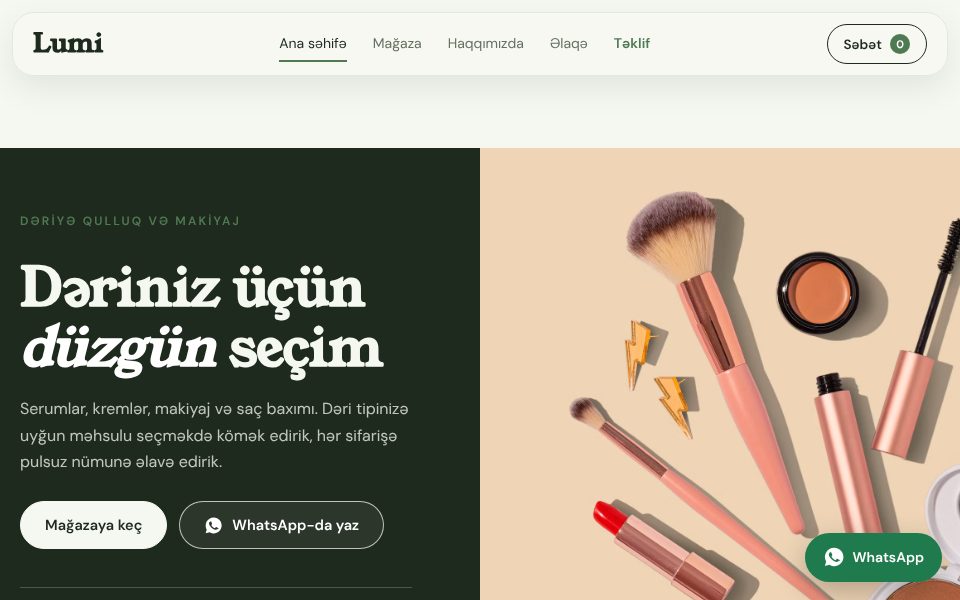 Lumi
Ana səhifə
Mağaza
Haqqımızda
Əlaqə
Təklif
Səbət 0
DƏRİYƏ QULLUQ VƏ MAKİYAJ
Dəriniz üçün
düzgün seçim
Serumlar, kremlər, makiyaj və saç baxımı. Dəri tipinizə
uyğun məhsulu seçməkdə kömək edirik, hər sifarişə
pulsuz nümunə əlavə edirik.
Mağazaya keç
WhatsApp-da yaz
WhatsApp